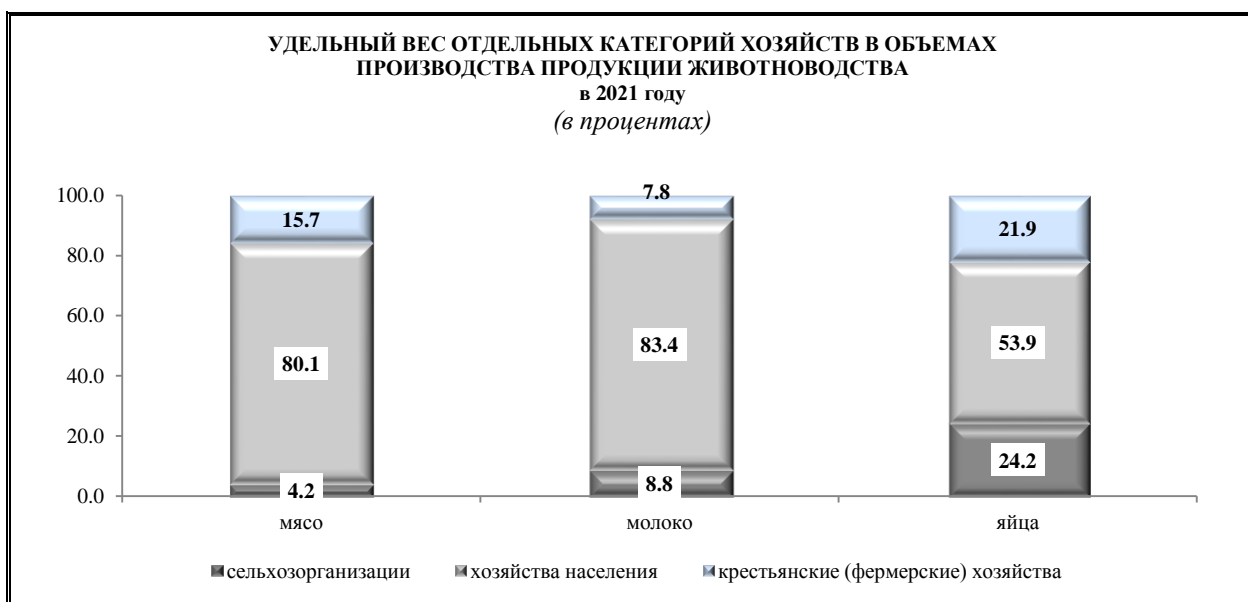 УДЕЛЬНЫЙ ВЕС ОТДЕЛЬНЫХ КАТЕГОРИЙ ХОЗЯЙСТВ В ОБЪЕМАХ
ПРОИЗВОДСТВА ПРОДУКЦИИ ЖИВОТНОВОДСТВА
в 2021 году
(в процентах)
100.0
80.0
60.0
40.0
20.0
0.0
15.7
80.1
4.2
7.8
83.4
8.8
21.9
53.9
24.2
мясо
молоко
яйца
сельхозорганизации
хозяйства населения
крестьянские (фермерские) хозяйства